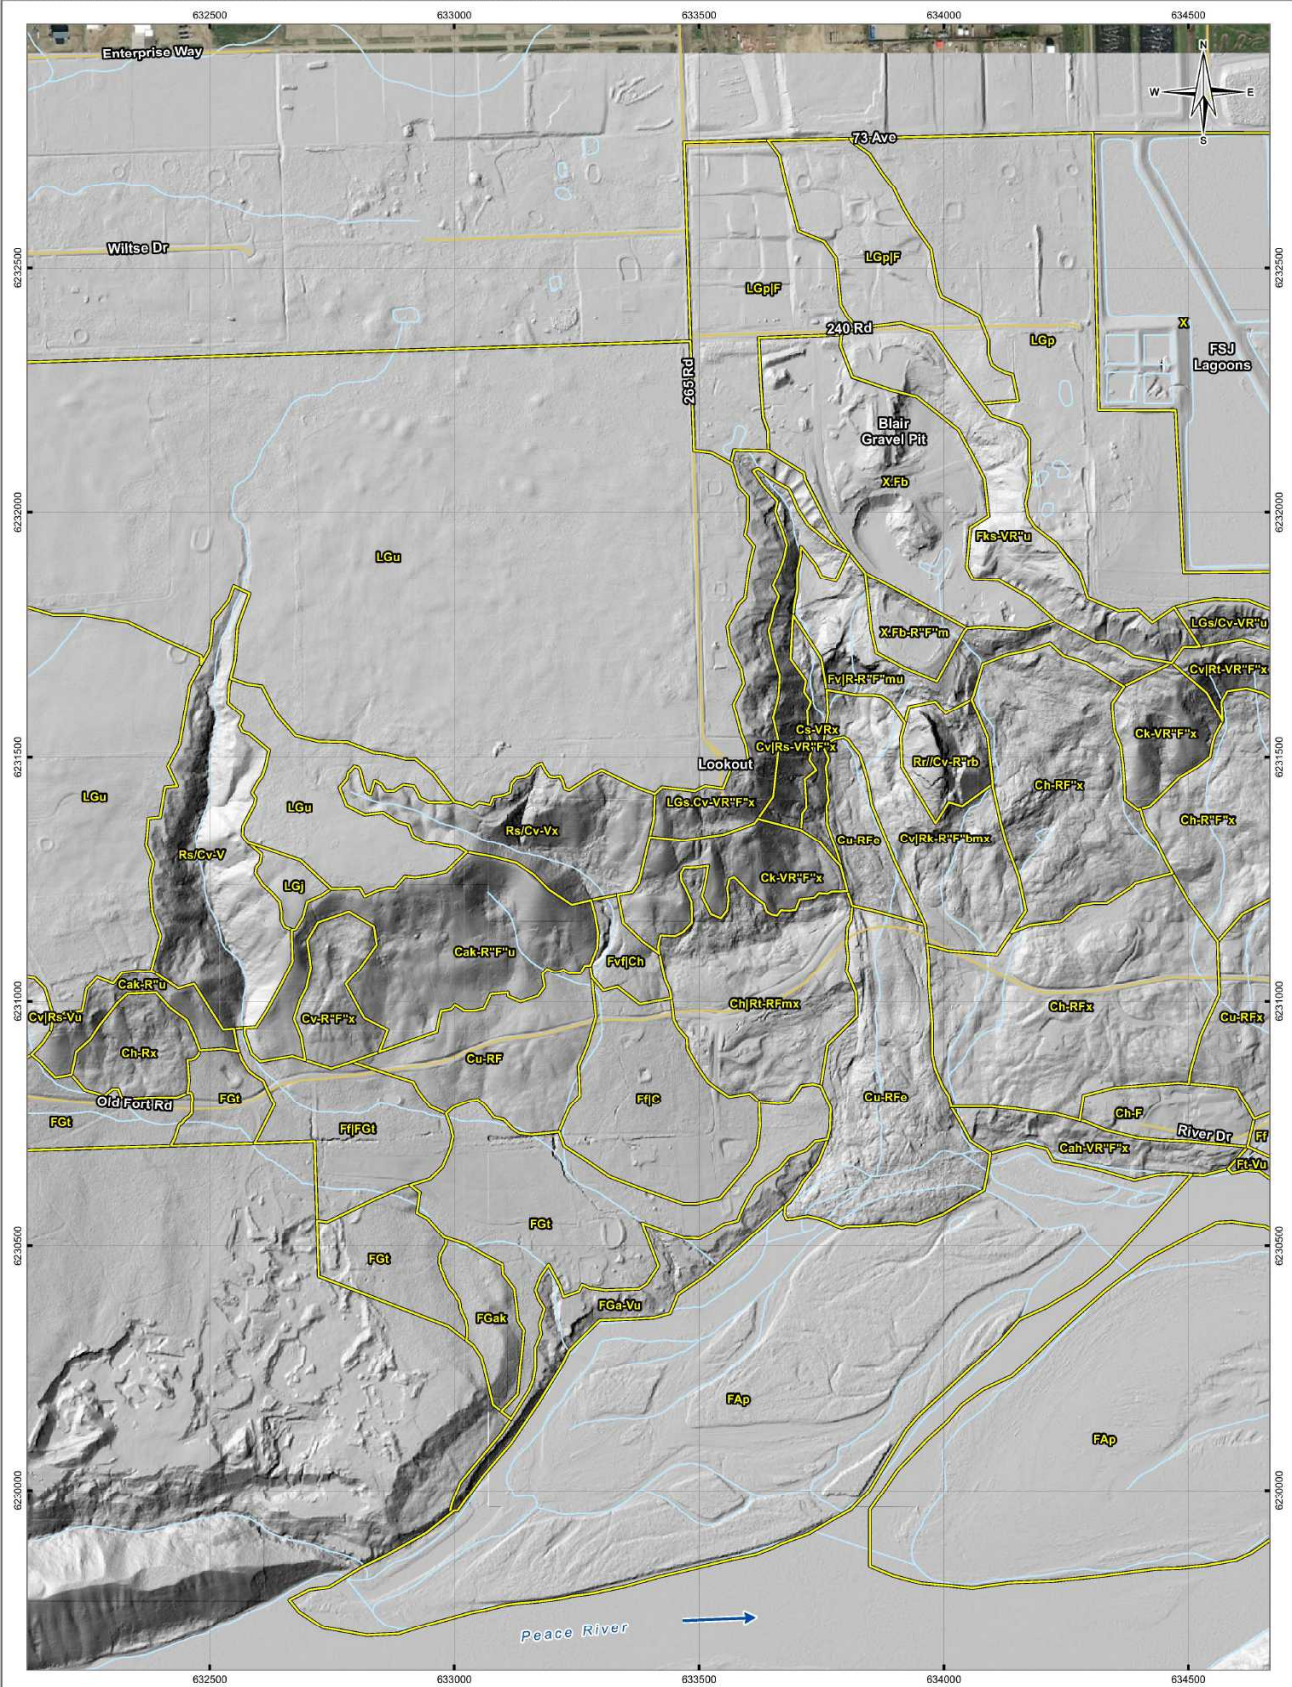 632500 633000 633500 634000 634500
Enterprise Way
N
W E
S
73 Ave
Wiltse Dr
6232500
6232500
LGp|F
LGp|F
X
240 Rd
LGp
FSJ
Lagoons
265 Rd
Blair
Gravel Pit
X.Fb
6232000
6232000
Fks-VR"u
LGu
LGs/Cv-VR"u
X.Fb-R"F"m
Cv|Rt-VR"F"x
Fv|R-R"F"mu
Cs-VRx
Ck-VR"F"x
Cv|Rs-VR"F"x
6231500
6231500
Lookout
Rr//Cv-R"rb
Ch-RF"x
LGu
LGu
LGs.Cv-VR"F"x
Ch-R"F"x
Rs/Cv-Vx
Cu-RFe
Cv|Rk-R"F"bmx
Rs/Cv-V
Ck-VR"F"x
LGj
Cak-R"F"u
Fvf|Ch
Cak-R"u
6231000
6231000
Cv|Rs-Vu
Cv-R"F"x
Ch|Rt-RFmx
Ch-RFx
Cu-RFx
Ch-Rx
Cu-RF
Old Fort Rd
FGt
Ff|C
Cu-RFe
Ch-F
FGt
Ff|FGt
River Dr
Ff
Cah-VR"F"x
Ft-Vu
FGt
6230500
6230500
FGt
FGa-Vu
FGak
FAp
FAp
6230000
6230000
Peace River
632500 633000 633500 634000 634500